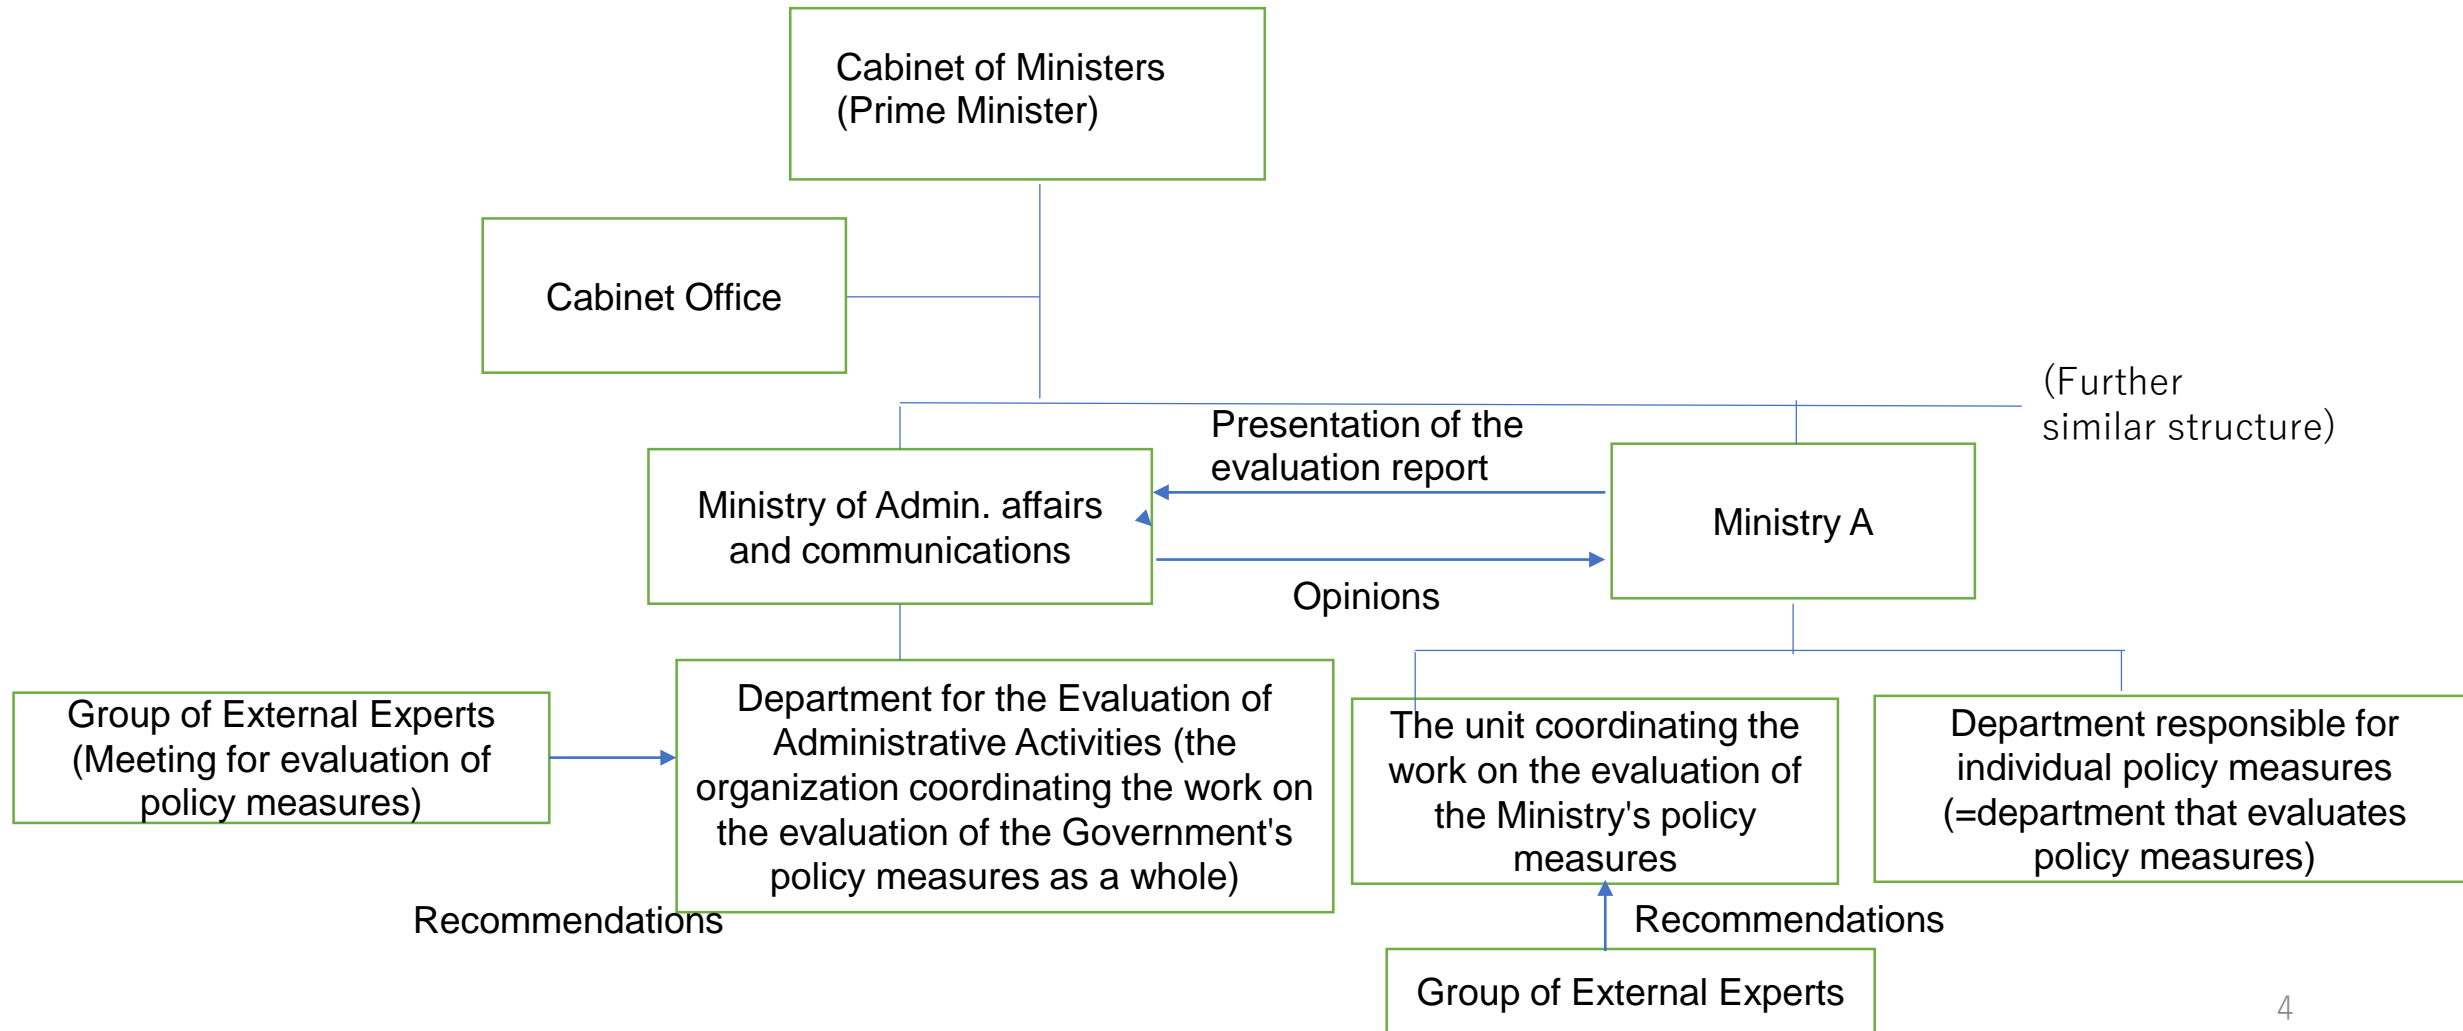 Cabinet of Ministers
(Prime Minister)
Cabinet Office
(Further
similar structure)
Presentation of the
evaluation report
Ministry of Admin. affairs
and communications
Ministry A
Opinions
Group of External Experts
(Meeting for evaluation of
policy measures)
Department for the Evaluation of
Administrative Activities (the
organization coordinating the work on
the evaluation of the Government's
policy measures as a whole)
The unit coordinating the
work on the evaluation of
the Ministry's policy
measures
Department responsible for
individual policy measures
(=department that evaluates
policy measures)
Recommendations
Recommendations
Group of External Experts
4